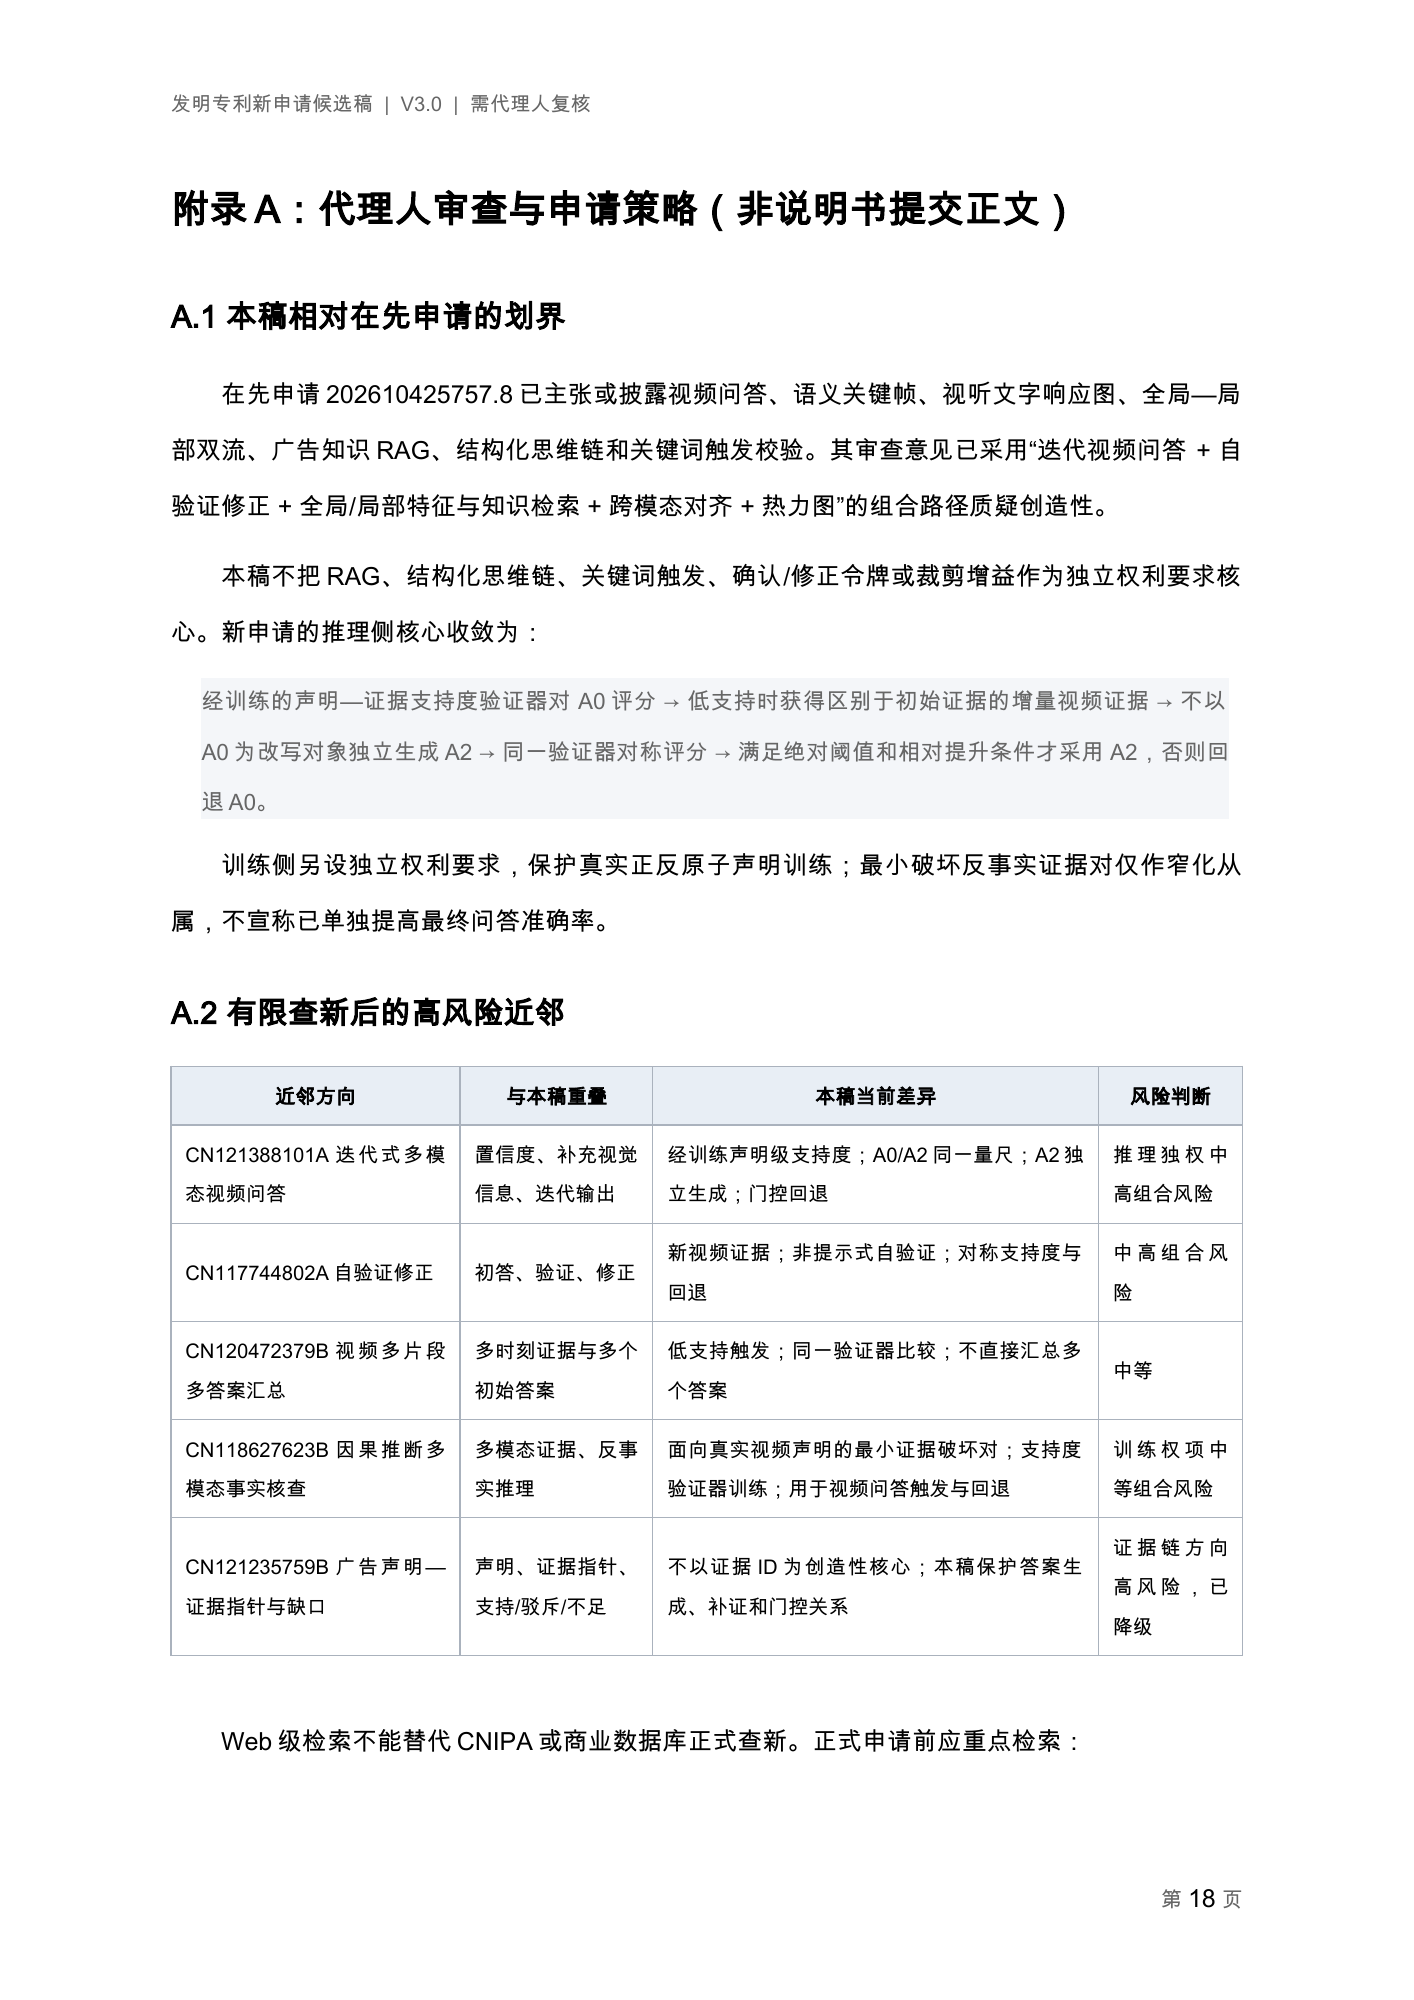 发明专利新申请候选稿 | V3.0 | 需代理人复核
附录 A：代理人审查与申请策略（非说明书提交正文）
A.1 本稿相对在先申请的划界
在先申请 202610425757.8 已主张或披露视频问答、语义关键帧、视听文字响应图、全局—局
部双流、广告知识 RAG、结构化思维链和关键词触发校验。其审查意见已采用“迭代视频问答 + 自
验证修正 + 全局/局部特征与知识检索 + 跨模态对齐 + 热力图”的组合路径质疑创造性。
本稿不把 RAG、结构化思维链、关键词触发、确认/修正令牌或裁剪增益作为独立权利要求核
心。新申请的推理侧核心收敛为：
经训练的声明—证据支持度验证器对 A0 评分 → 低支持时获得区别于初始证据的增量视频证据 → 不以
A0 为改写对象独立生成 A2 → 同一验证器对称评分 → 满足绝对阈值和相对提升条件才采用 A2，否则回
退 A0。
训练侧另设独立权利要求，保护真实正反原子声明训练；最小破坏反事实证据对仅作窄化从
属，不宣称已单独提高最终问答准确率。
A.2 有限查新后的高风险近邻
近邻方向 与本稿重叠 本稿当前差异 风险判断
CN121388101A 迭代式多模
态视频问答
置信度、补充视觉
信息、迭代输出
经训练声明级支持度；A0/A2 同一量尺；A2 独
立生成；门控回退
推理独权中
高组合风险
CN117744802A 自验证修正
初答、验证、修正
新视频证据；非提示式自验证；对称支持度与
回退
中高组合风
险
CN120472379B 视频多片段
多答案汇总
多时刻证据与多个
初始答案
低支持触发；同一验证器比较；不直接汇总多
个答案
中等
CN118627623B 因果推断多
模态事实核查
多模态证据、反事
实推理
面向真实视频声明的最小证据破坏对；支持度
验证器训练；用于视频问答触发与回退
训练权项中
等组合风险
CN121235759B 广告声明—
证据指针与缺口
声明、证据指针、
支持/驳斥/不足
不以证据 ID 为创造性核心；本稿保护答案生
成、补证和门控关系
证据链方向
高风险，已
降级
Web 级检索不能替代 CNIPA 或商业数据库正式查新。正式申请前应重点检索：
第 18 页